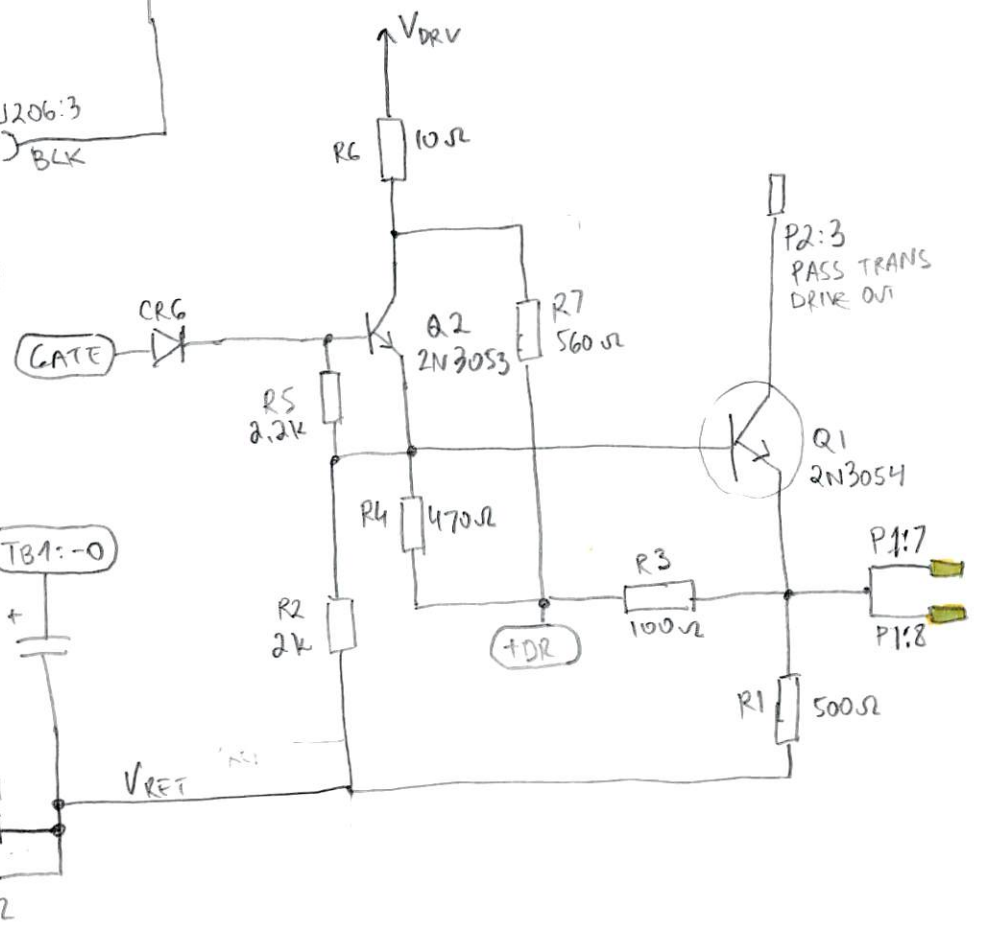 VDRV
J206:3
BLK
R6
10Ω
P2:3
PASS TRANS
DRIVE OUT
CR6
GATE
Q2
2N3053
R7
560Ω
R5
2.2K
Q1
2N3054
R4
470Ω
TB1:-0
+
R3
100Ω
P1:7
P1:8
R2
2K
+DR
R1
500Ω
VRET
2